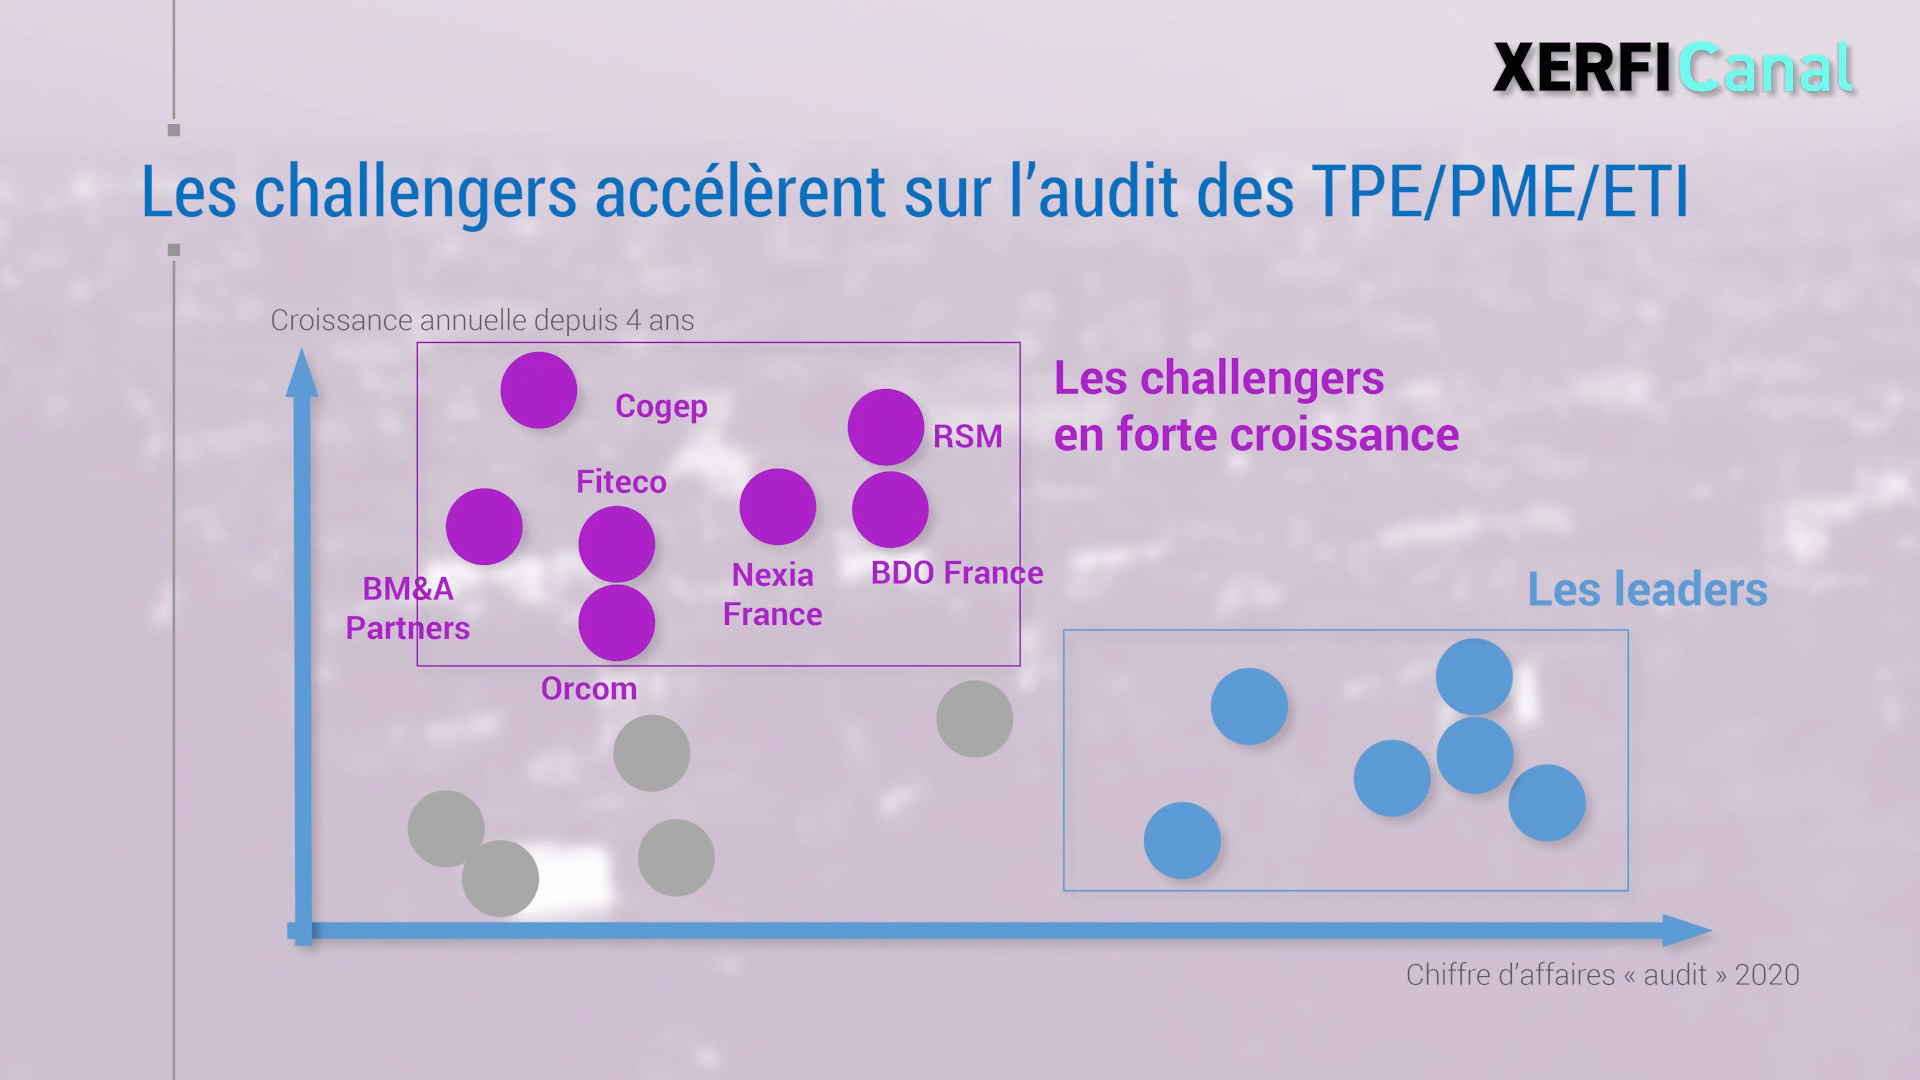 XERFI Canal
Les challengers accélèrent sur l’audit des TPE/PME/ETI
Croissance annuelle depuis 4 ans
Les challengers
en forte croissance
Cogep
RSM
Fiteco
BM&A
Partners
Nexia
France
BDO France
Orcom
Les leaders
Chiffre d’affaires « audit » 2020